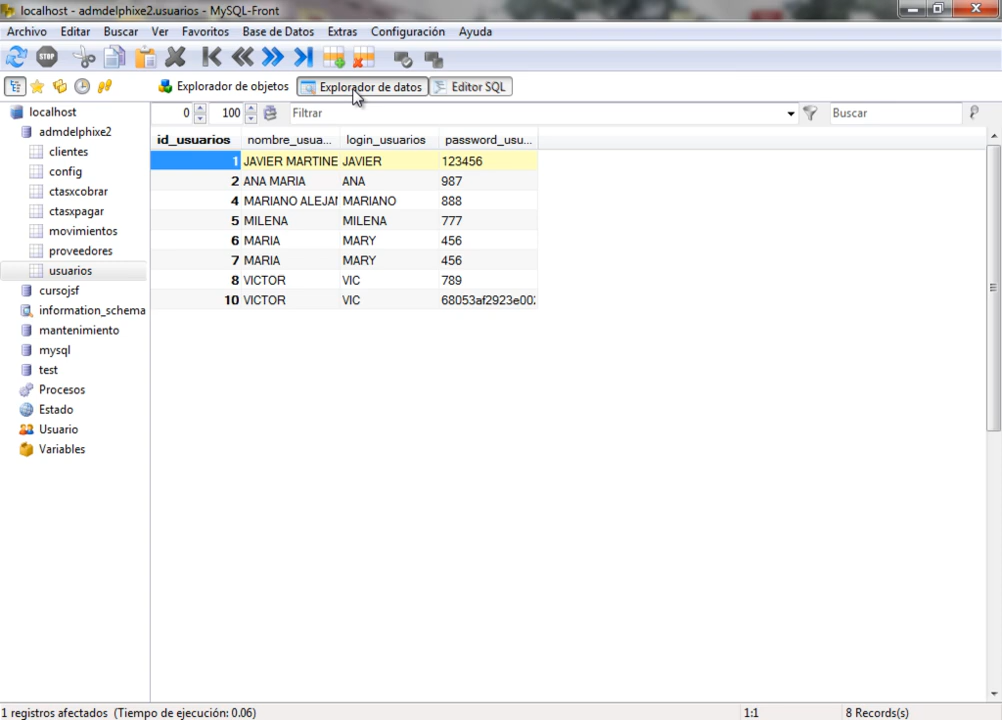 localhost - admdelphixe2.usuarios - MySQL-Front
Archivo Editar Buscar Ver Favoritos Base de Datos Extras Configuración Ayuda
STOP
Explorador de objetos Explorador de datos Editor SQL
0 100 Filtrar Buscar
localhost
admdelphixe2
clientes
config
ctasxcobrar
ctasxpagar
movimientos
proveedores
usuarios
cursojsf
information_schema
mantenimiento
mysql
test
Procesos
Estado
Usuario
Variables
id_usuarios nombre_usua... login_usuarios password_usu...
1 JAVIER MARTINE JAVIER 123456
2 ANA MARIA ANA 987
4 MARIANO ALEJAN MARIANO 888
5 MILENA MILENA 777
6 MARIA MARY 456
7 MARIA MARY 456
8 VICTOR VIC 789
10 VICTOR VIC 68053af2923e00
1 registros afectados (Tiempo de ejecución: 0.06) 1:1 8 Records(s)